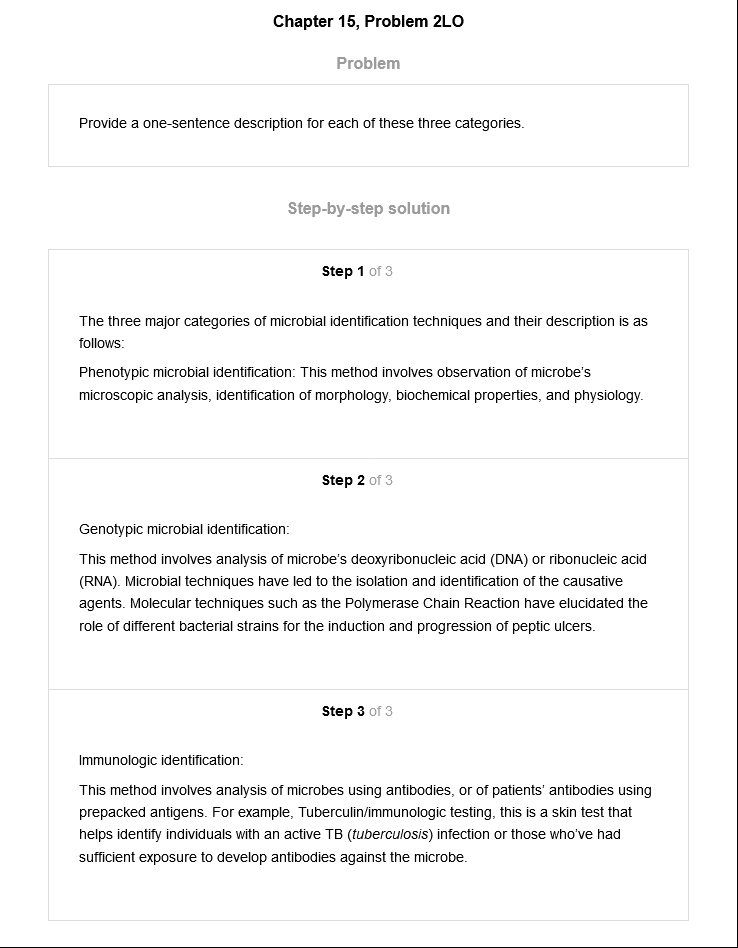 Chapter 15, Problem 2LO
Problem
Provide a one-sentence description for each of these three categories.
Step-by-step solution
Step 1 of 3
The three major categories of microbial identification techniques and their description is as
follows:
Phenotypic microbial identification: This method involves observation of microbe’s
microscopic analysis, identification of morphology, biochemical properties, and physiology.
Step 2 of 3
Genotypic microbial identification:
This method involves analysis of microbe’s deoxyribonucleic acid (DNA) or ribonucleic acid
(RNA). Microbial techniques have led to the isolation and identification of the causative
agents. Molecular techniques such as the Polymerase Chain Reaction have elucidated the
role of different bacterial strains for the induction and progression of peptic ulcers.
Step 3 of 3
Immunologic identification:
This method involves analysis of microbes using antibodies, or of patients’ antibodies using
prepacked antigens. For example, Tuberculin/immunologic testing, this is a skin test that
helps identify individuals with an active TB (tuberculosis) infection or those who’ve had
sufficient exposure to develop antibodies against the microbe.